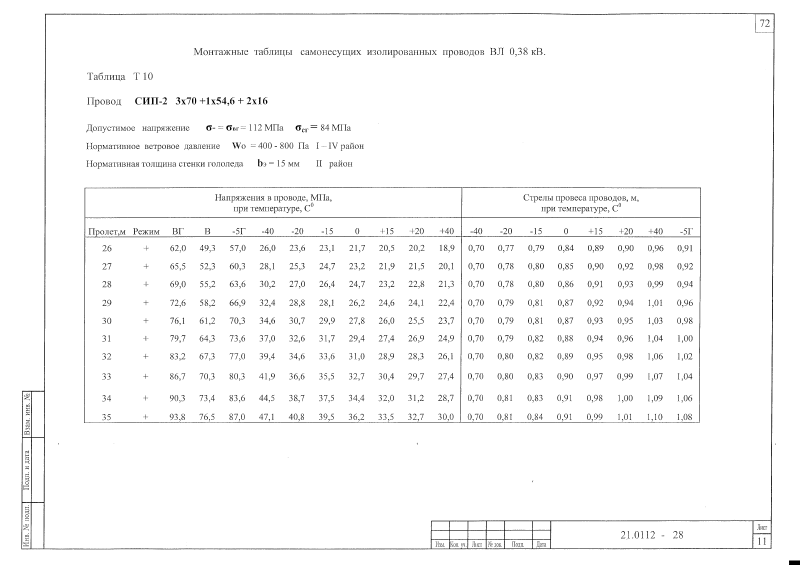 72
Монтажные таблицы самонесущих изолированных проводов ВЛ 0,38 кВ.
Таблица Т 10
Провод СИП-2 3х70 +1х54,6 + 2х16
Допустимое напряжение σ- = σвг = 112 МПа σсг = 84 МПа
Нормативное ветровое давление Wo = 400 - 800 Па I – IV район
Нормативная толщина стенки гололеда bэ = 15 мм II район
Напряжения в проводе, МПа, Стрелы провеса проводов, м,
при температуре, С⁰ при температуре, С⁰
Пролет,м Режим ВГ В -5Г -40 -20 -15 0 +15 +20 +40 -40 -20 -15 0 +15 +20 +40 -5Г
26 + 62,0 49,3 57,0 26,0 23,6 23,1 21,7 20,5 20,2 18,9 0,70 0,77 0,79 0,84 0,89 0,90 0,96 0,91
27 + 65,5 52,3 60,3 28,1 25,3 24,7 23,2 21,9 21,5 20,1 0,70 0,78 0,80 0,85 0,90 0,92 0,98 0,92
28 + 69,0 55,2 63,6 30,2 27,0 26,4 24,7 23,2 22,8 21,3 0,70 0,78 0,80 0,86 0,91 0,93 0,99 0,94
29 + 72,6 58,2 66,9 32,4 28,8 28,1 26,2 24,6 24,1 22,4 0,70 0,79 0,81 0,87 0,92 0,94 1,01 0,96
30 + 76,1 61,2 70,3 34,6 30,7 29,9 27,8 26,0 25,5 23,7 0,70 0,79 0,81 0,87 0,93 0,95 1,03 0,98
31 + 79,7 64,3 73,6 37,0 32,6 31,7 29,4 27,4 26,9 24,9 0,70 0,79 0,82 0,88 0,94 0,96 1,04 1,00
32 + 83,2 67,3 77,0 39,4 34,6 33,6 31,0 28,9 28,3 26,1 0,70 0,80 0,82 0,89 0,95 0,98 1,06 1,02
33 + 86,7 70,3 80,3 41,9 36,6 35,5 32,7 30,4 29,7 27,4 0,70 0,80 0,83 0,90 0,97 0,99 1,07 1,04
34 + 90,3 73,4 83,6 44,5 38,7 37,5 34,4 32,0 31,2 28,7 0,70 0,81 0,83 0,91 0,98 1,00 1,09 1,06
35 + 93,8 76,5 87,0 47,1 40,8 39,5 36,2 33,5 32,7 30,0 0,70 0,81 0,84 0,91 0,99 1,01 1,10 1,08
Взам. инв. №
Подп. и дата
Инв. № подп.
Изм. Кол. уч. Лист № док. Подп. Дата
21.0112 - 28
Лист
11